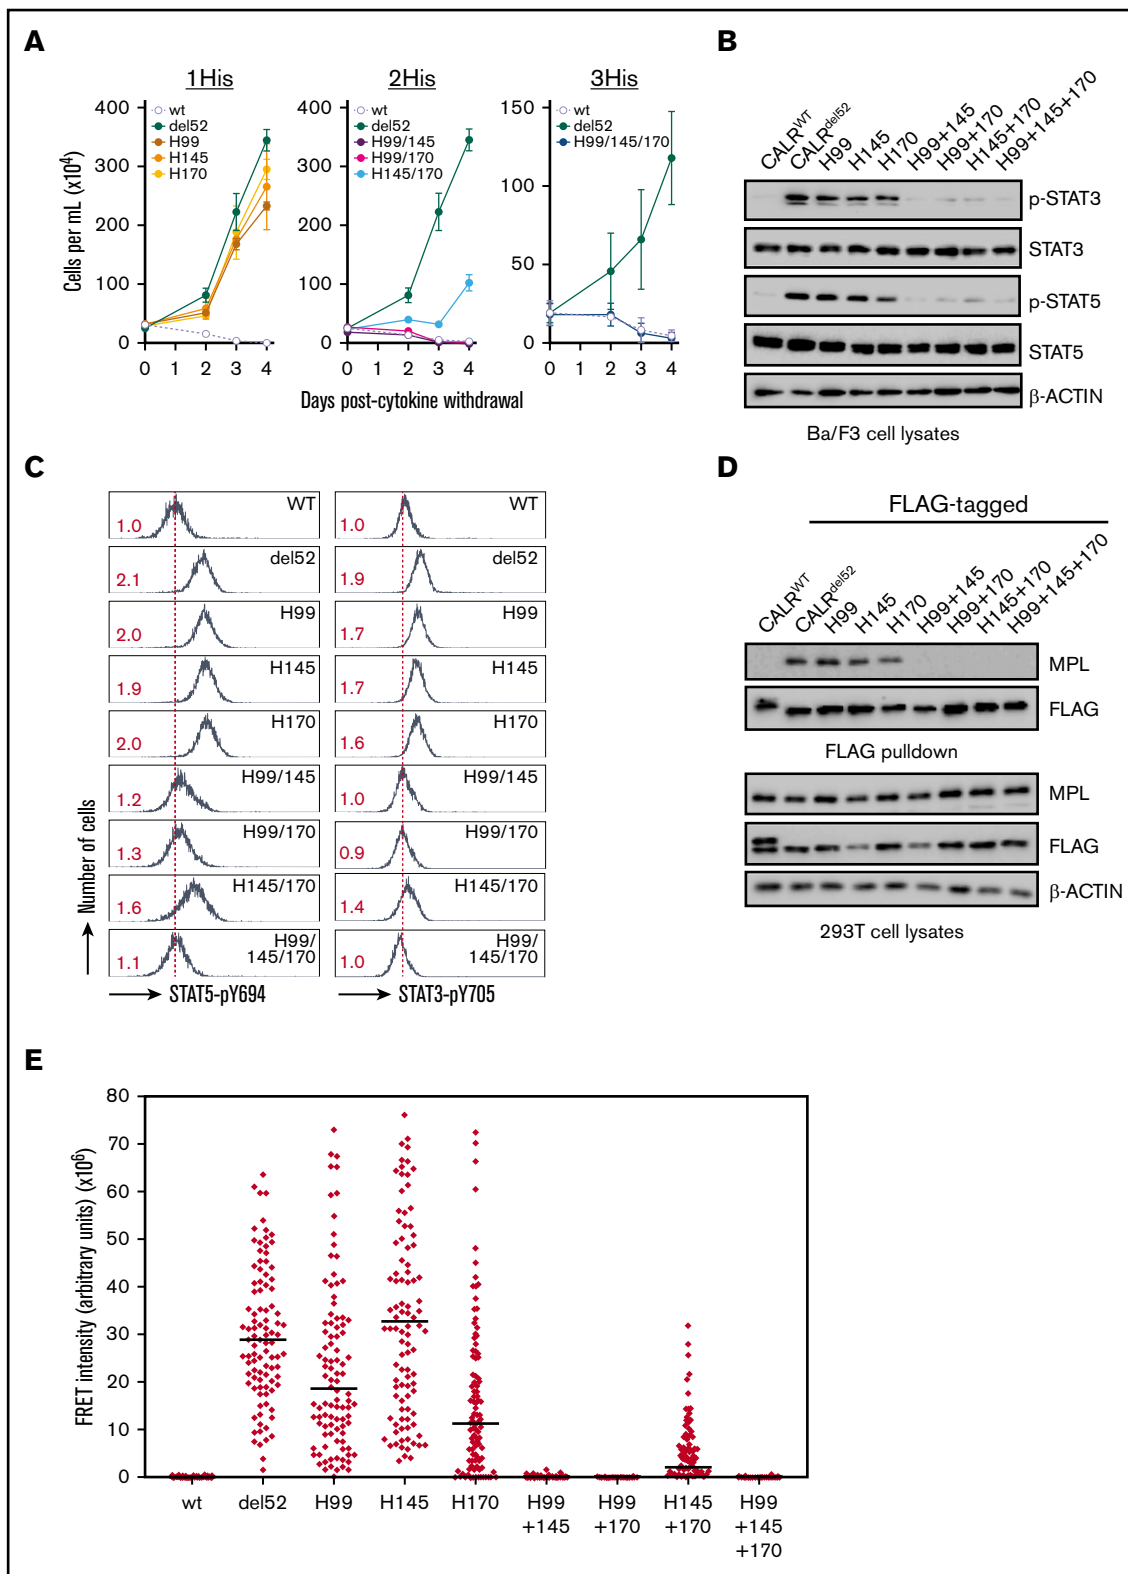 A
1His
2His
3His
400
300
200
100
0
wt
del52
H99
H145
H170
400
300
200
100
0
wt
del52
H99/145
H99/170
H145/170
150
100
50
0
wt
del52
H99/145/170
Cells per mL (x10⁴)
0 1 2 3 4
0 1 2 3 4
0 1 2 3 4
Days post-cytokine withdrawal
B
CALRᵂᵀ
CALRᵈᵉˡ⁵²
H99
H145
H170
H99+145
H99+170
H145+170
H99+145+170
p-STAT3
STAT3
p-STAT5
STAT5
β-ACTIN
Ba/F3 cell lysates
C
1.0 WT
2.1 del52
2.0 H99
1.9 H145
2.0 H170
1.2 H99/145
1.3 H99/170
1.6 H145/170
1.1 H99/
145/170
1.0 WT
1.9 del52
1.7 H99
1.7 H145
1.6 H170
1.0 H99/145
0.9 H99/170
1.4 H145/170
1.0 H99/
145/170
Number of cells
STAT5-pY694
STAT3-pY705
D
FLAG-tagged
CALRᵂᵀ
CALRᵈᵉˡ⁵²
H99
H145
H170
H99+145
H99+170
H145+170
H99+145+170
MPL
FLAG
FLAG pulldown
MPL
FLAG
β-ACTIN
293T cell lysates
E
FRET intensity (arbitrary units) (x10⁶)
80
70
60
50
40
30
20
10
0
wt
del52
H99
H145
H170
H99
+145
H99
+170
H145
+170
H99
+145
+170